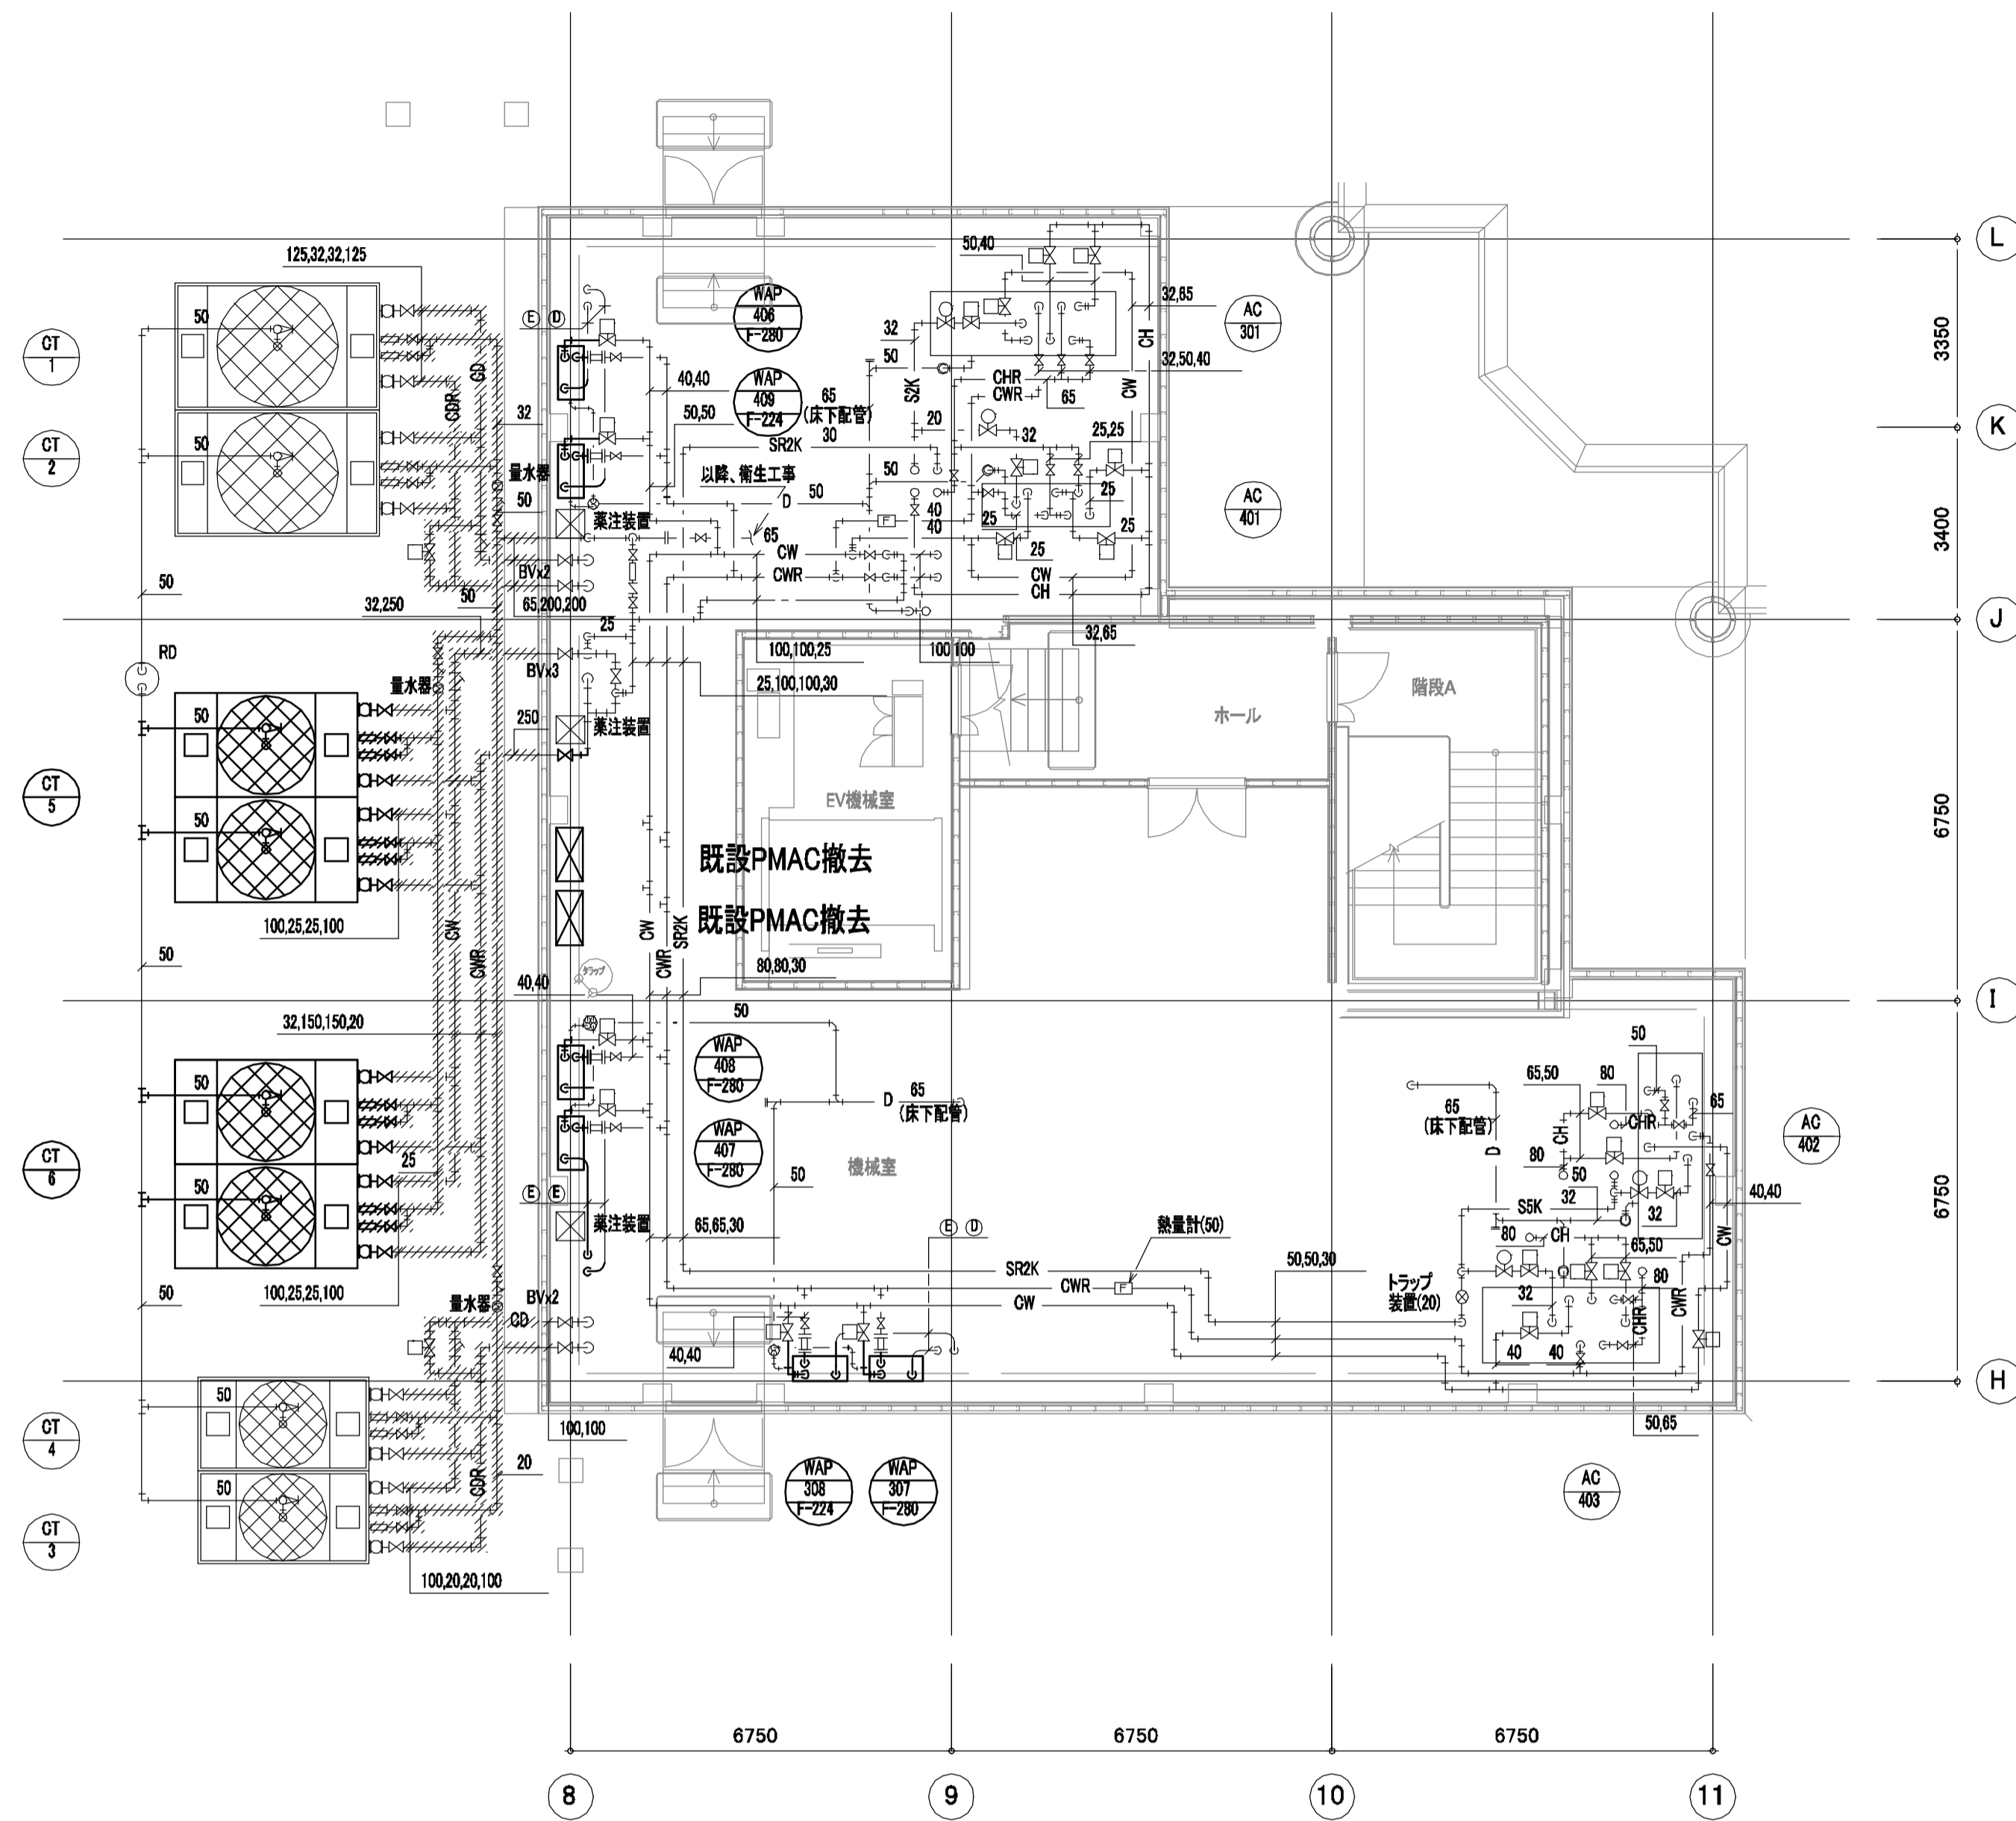 L
50,40
125,32,32,125
WAP
406
F-280
E D
32,65
AC
301
50
CT
1
32
CH
3350
50
32,50,40
CD
S2K
CHR
CWR
CW
WAP
409
F-224
40,40
65
(床下配管)
65
CDR
32
50,50
20
30
32
25,25
K
50
CT
2
SR2K
量水器
以降、衛生工事
50
D
50
25
AC
401
50
薬注装置
40
40
F
25
25
65
CW
25
3400
BVx2
CWR
CW
CH
50
50
65,200,200
32,250
25
J
32,65
RD
100,100,25
100,100
BVx3
25,100,100,30
量水器
階段A
50
250
薬注装置
ホール
CT
5
EV機械室
50
6750
既設PMAC撤去
既設PMAC撤去
100,25,25,100
CW
CWR
CW
CWR
SR2K
50
80,80,30
タラップ
40,40
I
32,150,150,20
50
50
WAP
408
F-280
65,50
80
50
D
65
(床下配管)
65
(床下配管)
CH
CHR
65
AC
402
WAP
407
F-280
D
80
CT
6
25
機械室
50
50
E E
32
40,40
50
S5K
32
6750
薬注装置
65,65,30
E D
熱量計(50)
80
CH
65,50
CW
SR2K
50,50,30
トラップ
装置(20)
80
CWR
F
50
100,25,25,100
量水器
BVx2
CW
32
CD
CHR
CWR
40,40
40
40
H
50
CT
4
100,100
50,65
WAP
308
F-224
WAP
307
F-280
AC
403
CDR
20
50
CT
3
100,20,20,100
6750
6750
6750
8
9
10
11